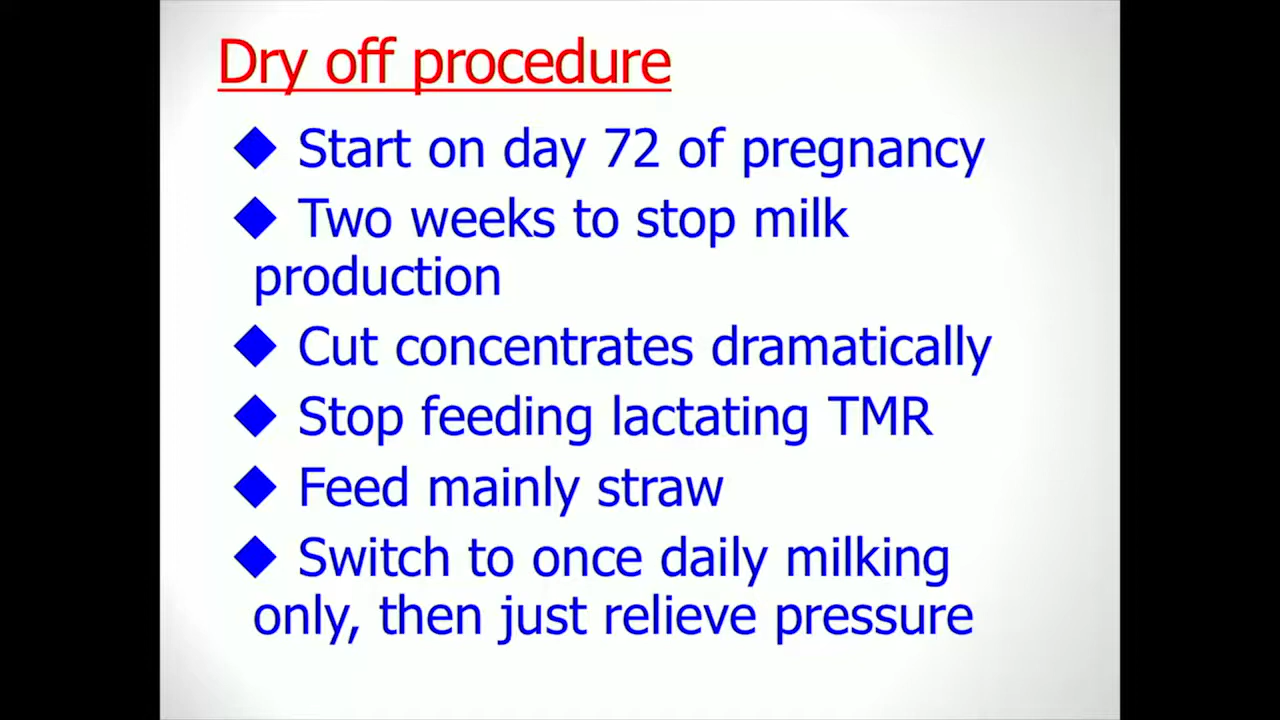 Dry off procedure
◆ Start on day 72 of pregnancy
◆ Two weeks to stop milk
production
◆ Cut concentrates dramatically
◆ Stop feeding lactating TMR
◆ Feed mainly straw
◆ Switch to once daily milking
only, then just relieve pressure